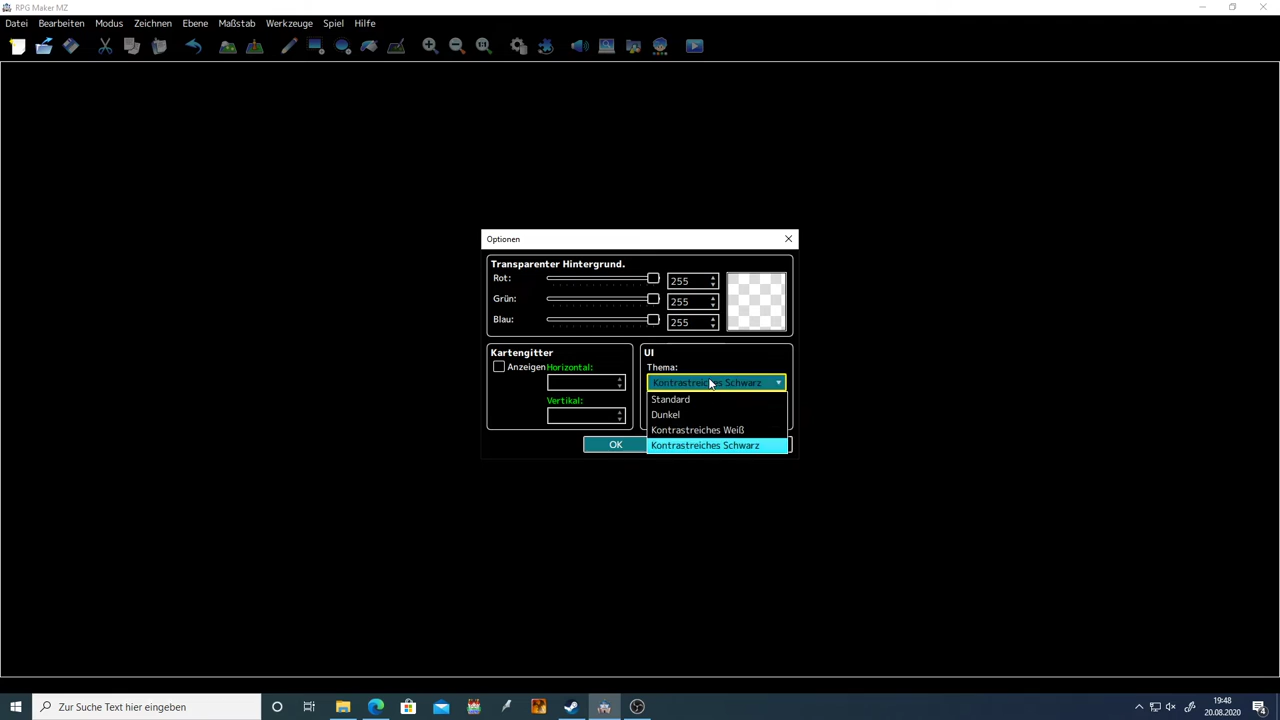 RPG Maker MZ
Datei Bearbeiten Modus Zeichnen Ebene Maßstab Werkzeuge Spiel Hilfe
Optionen
Transparenter Hintergrund.
Rot: 255
Grün: 255
Blau: 255
Kartengitter
Anzeigen Horizontal:
Vertikal:
UI
Thema:
Kontrastreiches Schwarz
Standard
Dunkel
Kontrastreiches Weiß
Kontrastreiches Schwarz
OK
Zur Suche Text hier eingeben
19:48
20.08.2020
4